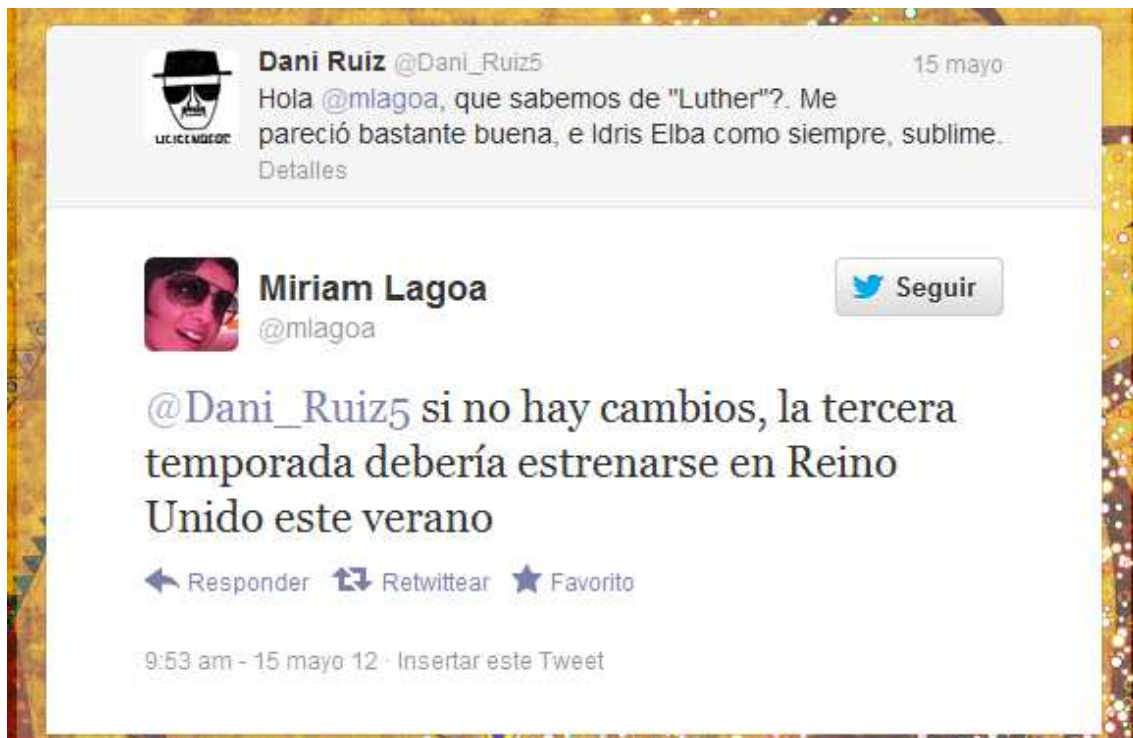 Dani Ruiz @Dani_Ruiz5 15 mayo
Hola @mlagoa, que sabemos de "Luther"?. Me
pareció bastante buena, e Idris Elba como siempre, sublime.
Detalles
Miriam Lagoa
@mlagoa
Seguir
@Dani_Ruiz5 si no hay cambios, la tercera
temporada debería estrenarse en Reino
Unido este verano
Responder Retwittear Favorito
9:53 am - 15 mayo 12 · Insertar este Tweet